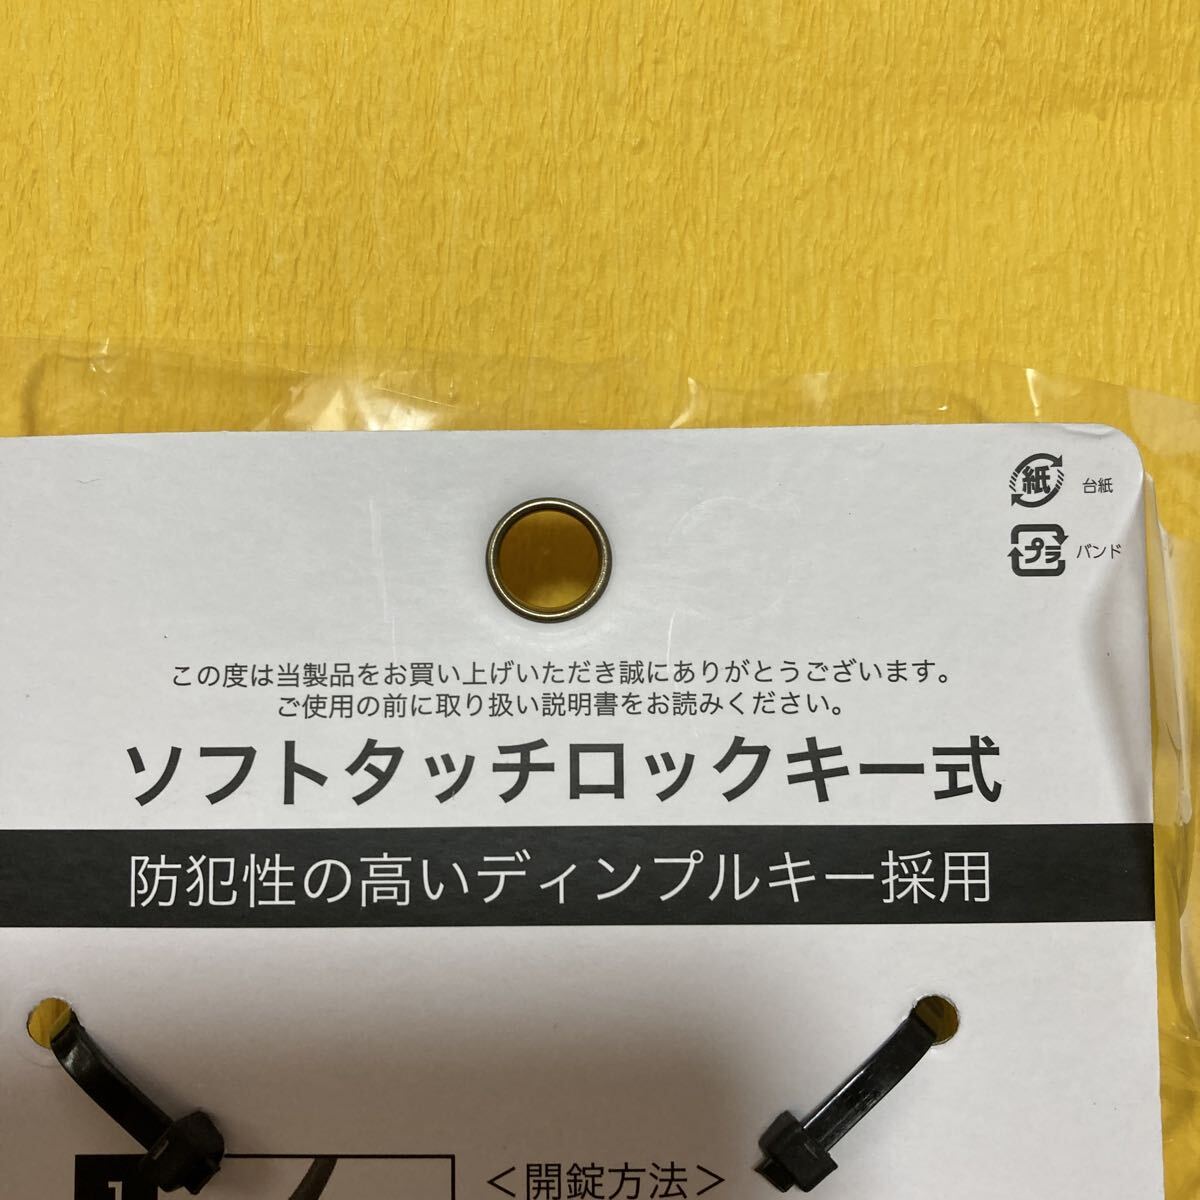 紙 台紙
プラ バンド
この度は当製品をお買い上げいただき誠にありがとうございます。
ご使用の前に取り扱い説明書をお読みください。
ソフトタッチロックキー式
防犯性の高いディンプルキー採用
1
＜開錠方法＞